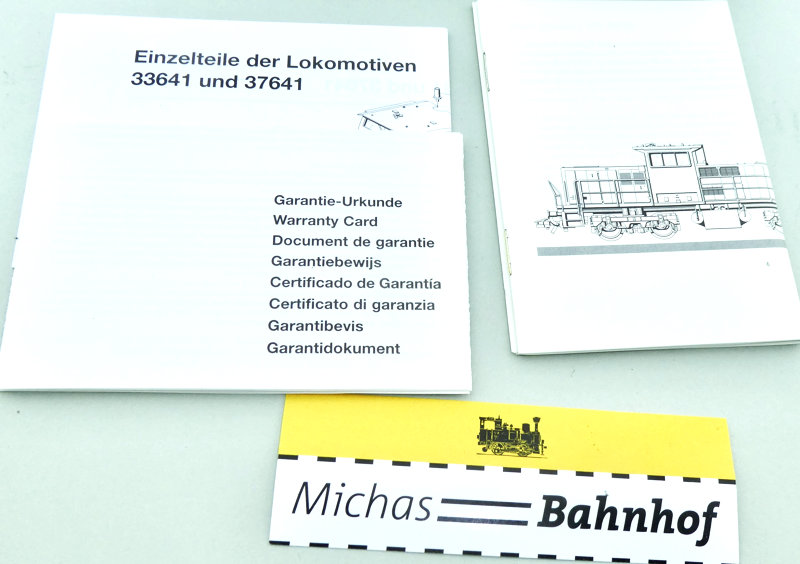 Einzelteile der Lokomotiven
33641 und 37641
Garantie-Urkunde
Warranty Card
Document de garantie
Garantiebewijs
Certificado de Garantía
Certificato di garanzia
Garantibevis
Garantidokument
Michas Bahnhof